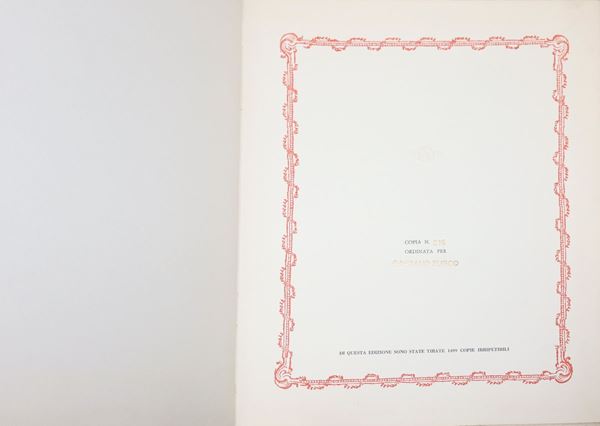 COPIA N.
ORDINATA PER
DI QUESTA EDIZIONE SONO STATE TIRATE 1499 COPIE IRRIPETIBILI